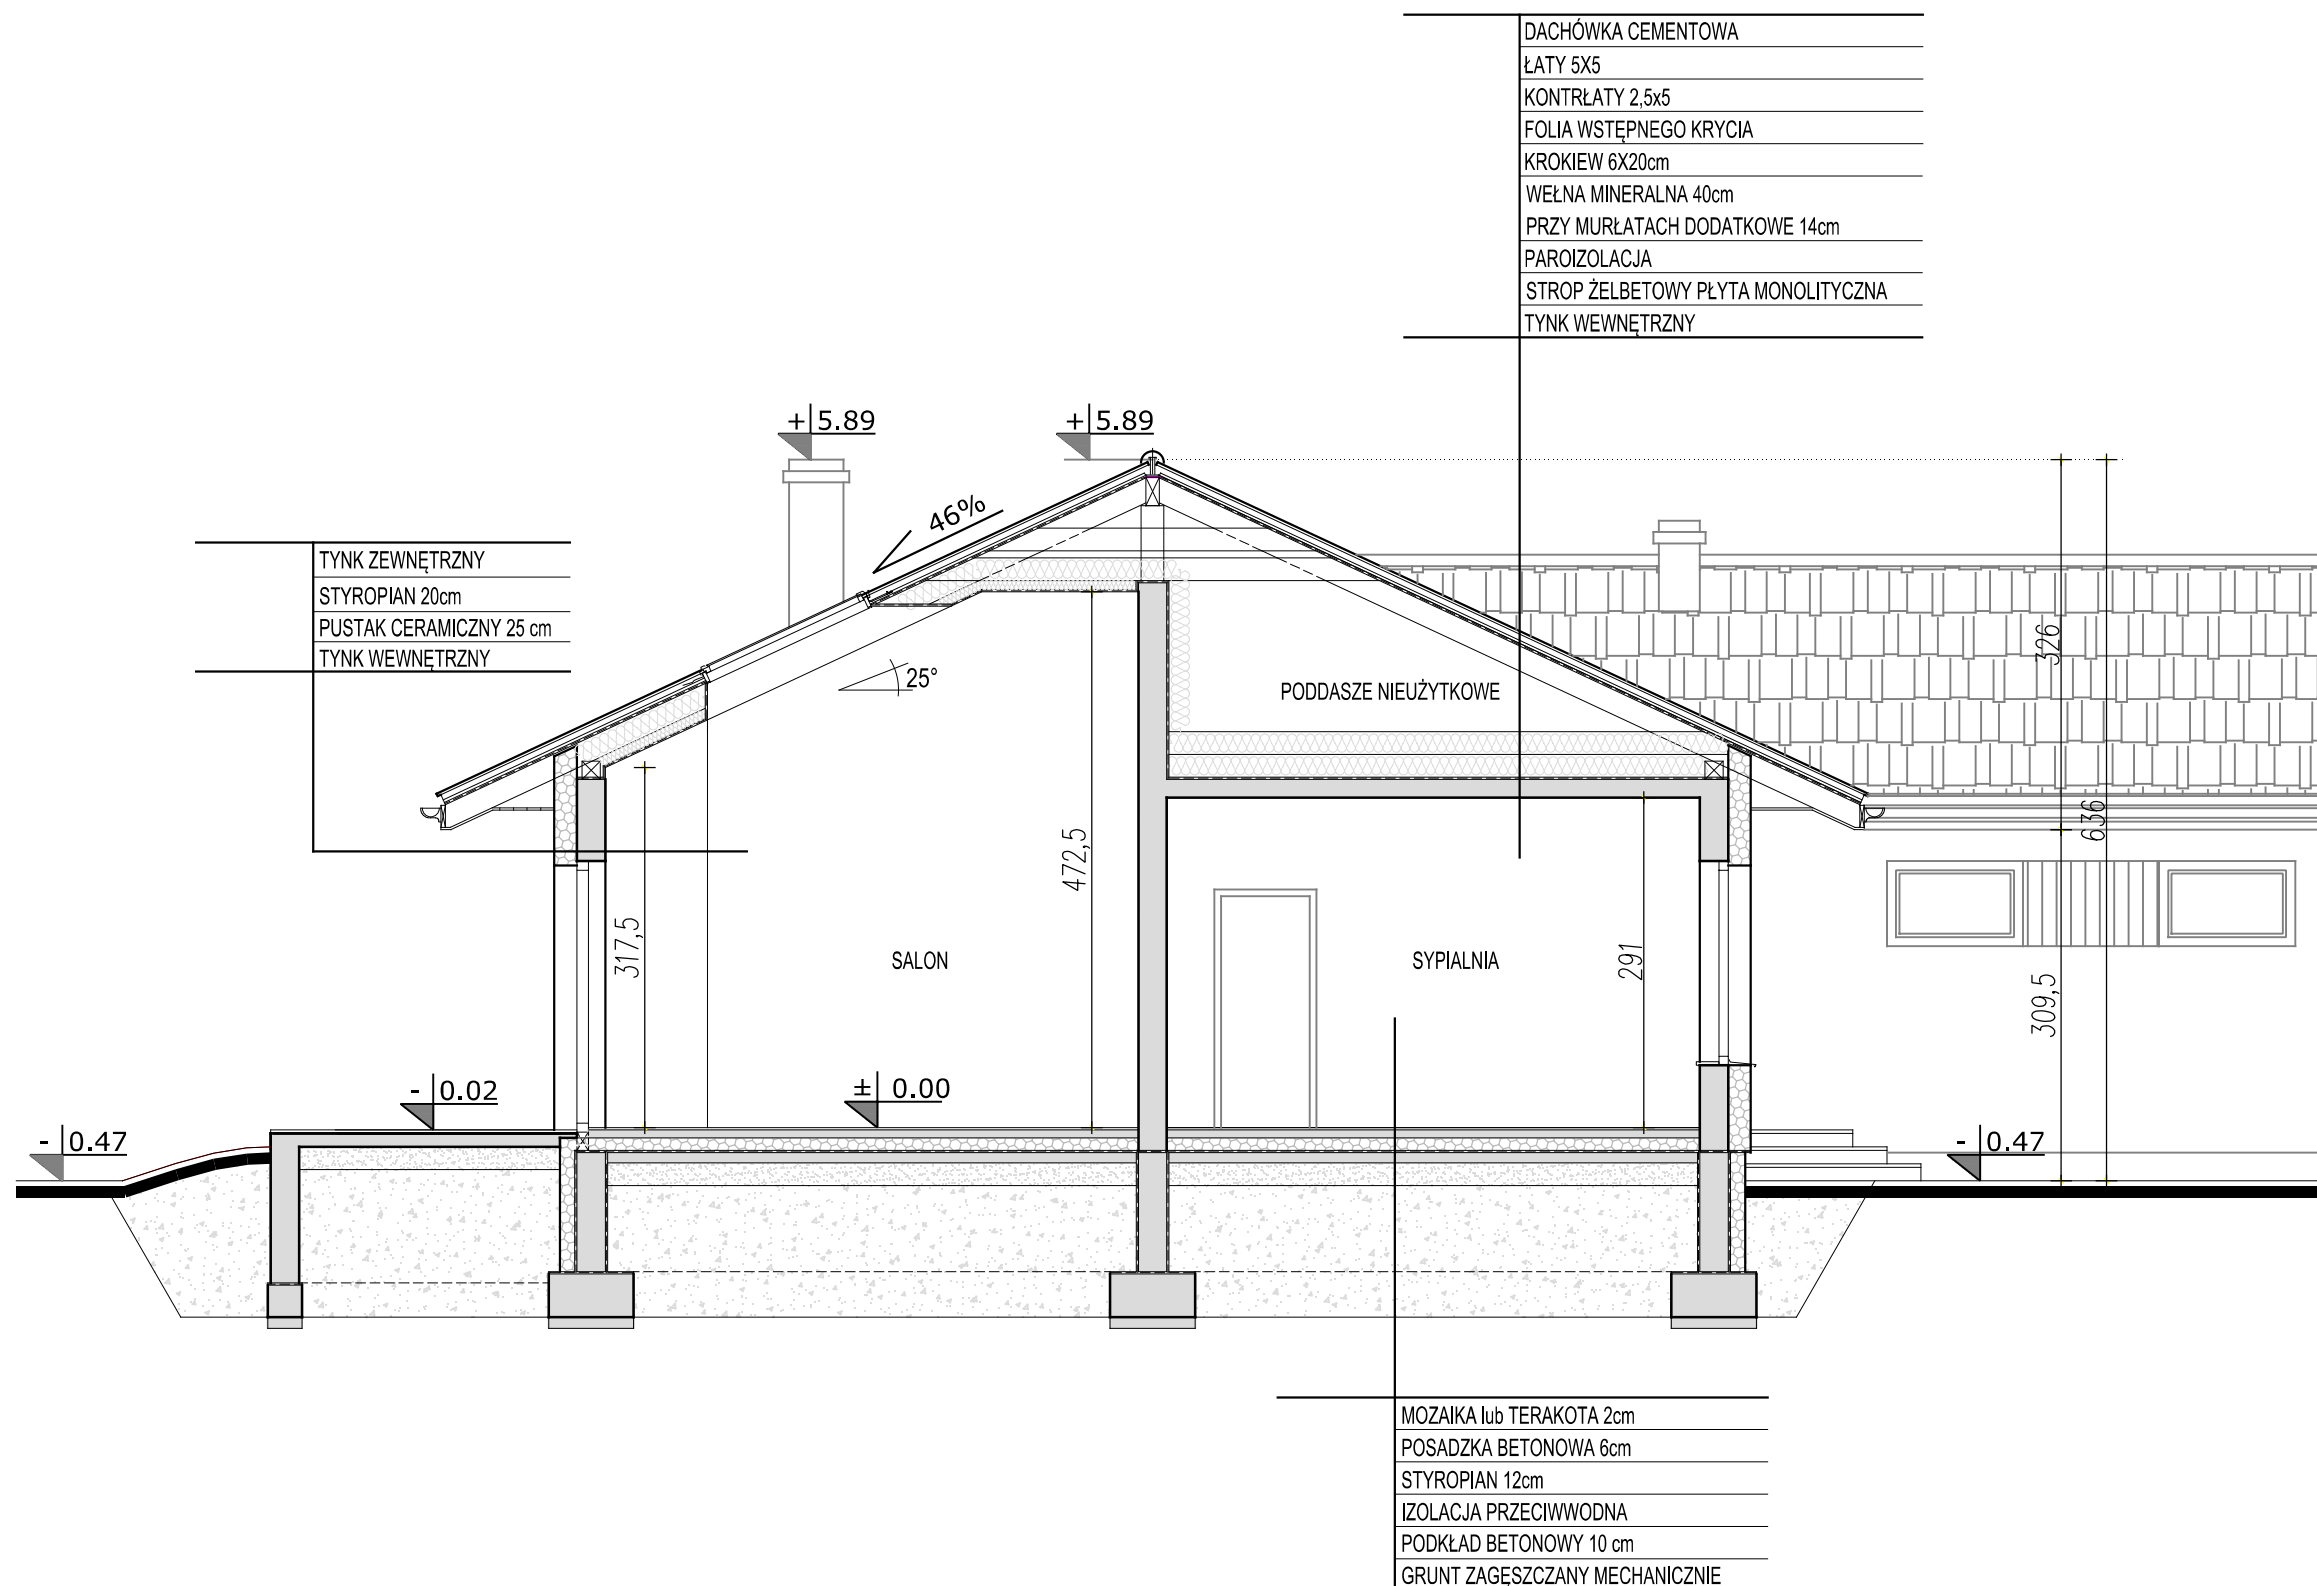 DACHÓWKA CEMENTOWA
ŁATY 5X5
KONTRŁATY 2,5x5
FOLIA WSTĘPNEGO KRYCIA
KROKIEW 6X20cm
WEŁNA MINERALNA 40cm
PRZY MURŁATACH DODATKOWE 14cm
PAROIZOLACJA
STROP ŻELBETOWY PŁYTA MONOLITYCZNA
TYNK WEWNĘTRZNY
+5.89
+5.89
46%
TYNK ZEWNĘTRZNY
STYROPIAN 20cm
PUSTAK CERAMICZNY 25 cm
TYNK WEWNĘTRZNY
25°
PODDASZE NIEUŻYTKOWE
326
636
472,5
317,5
SALON
SYPIALNIA
291
309,5
- 0.02
± 0.00
- 0.47
- 0.47
MOZAIKA lub TERAKOTA 2cm
POSADZKA BETONOWA 6cm
STYROPIAN 12cm
IZOLACJA PRZECIWWODNA
PODKŁAD BETONOWY 10 cm
GRUNT ZAGĘSZCZANY MECHANICZNIE